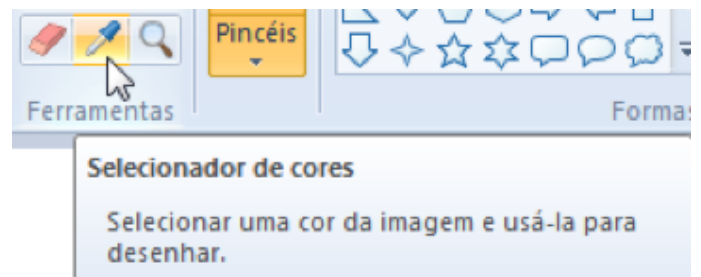 Pincéis
Ferramentas
Formas
Selecionador de cores
Selecionar uma cor da imagem e usá-la para
desenhar.